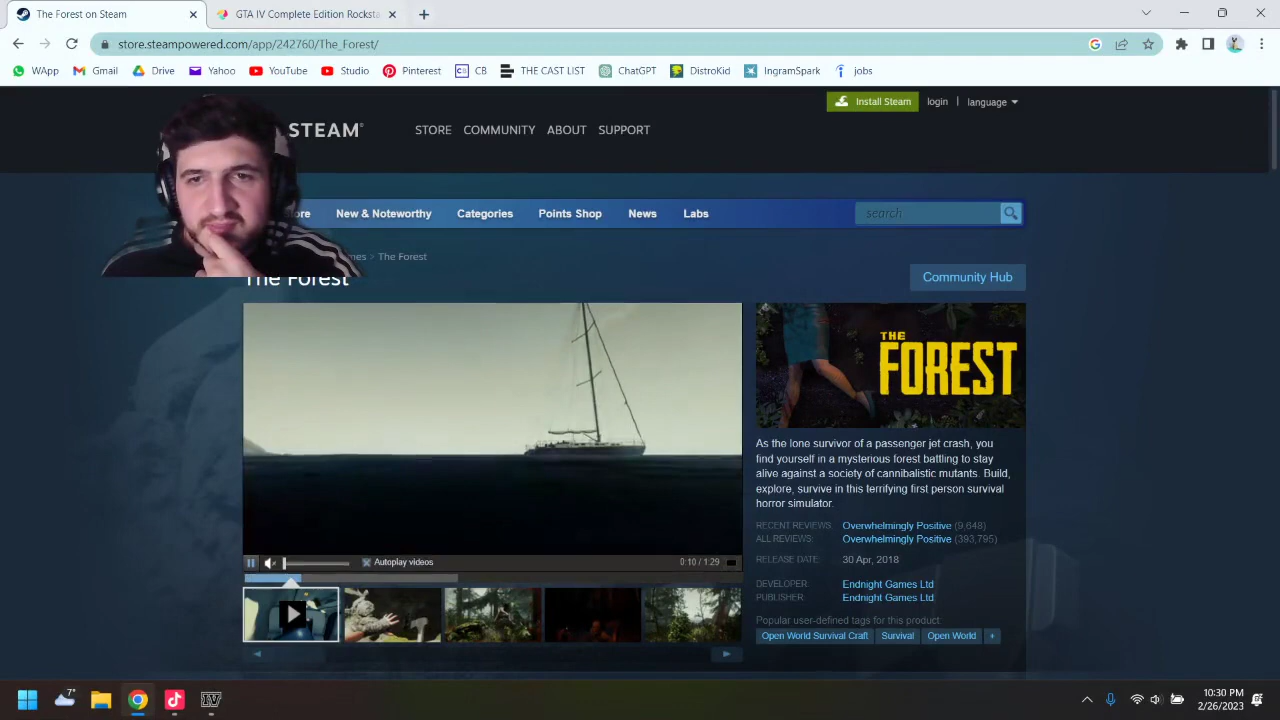 The Forest on Steam
GTA IV Complete Edition Rocksta
store.steampowered.com/app/242760/The_Forest/
WApp
Gmail
Drive
Yahoo
YouTube
Studio
Pinterest
CB
THE CAST LIST
ChatGPT
DistroKid
IngramSpark
jobs
Install Steam
login
|
language
STEAM®
STORE
COMMUNITY
ABOUT
SUPPORT
ore
New & Noteworthy
Categories
Points Shop
News
Labs
search
mes > The Forest
The Forest
Community Hub
THE
FOREST
As the lone survivor of a passenger jet crash, you
find yourself in a mysterious forest battling to stay
alive against a society of cannibalistic mutants. Build,
explore, survive in this terrifying first person survival
horror simulator.
RECENT REVIEWS: Overwhelmingly Positive (9,648)
ALL REVIEWS: Overwhelmingly Positive (393,795)
RELEASE DATE: 30 Apr, 2018
DEVELOPER: Endnight Games Ltd
PUBLISHER: Endnight Games Ltd
Popular user-defined tags for this product:
Open World Survival Craft
Survival
Open World
+
Autoplay videos
0:10 / 1:29
7°
IV
10:30 PM
2/26/2023